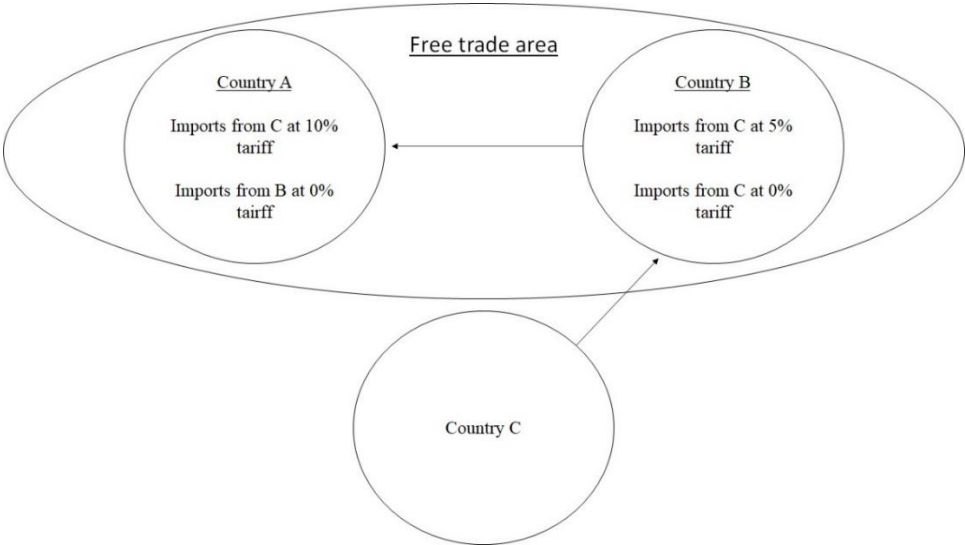 Free trade area
Country A
Imports from C at 10%
tariff
Imports from B at 0%
tairff
Country B
Imports from C at 5%
tariff
Imports from C at 0%
tariff
Country C